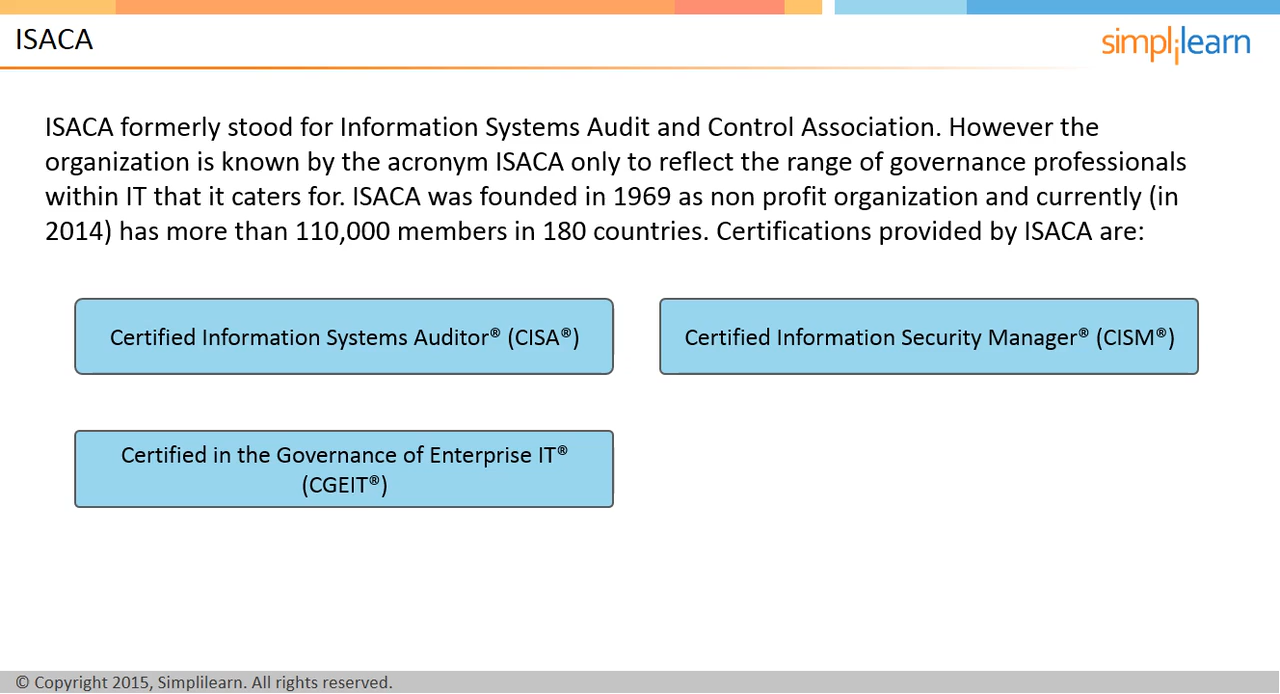 ISACA
simplilearn
ISACA formerly stood for Information Systems Audit and Control Association. However the
organization is known by the acronym ISACA only to reflect the range of governance professionals
within IT that it caters for. ISACA was founded in 1969 as non profit organization and currently (in
2014) has more than 110,000 members in 180 countries. Certifications provided by ISACA are:
Certified Information Systems Auditor® (CISA®)
Certified Information Security Manager® (CISM®)
Certified in the Governance of Enterprise IT®
(CGEIT®)
© Copyright 2015, Simplilearn. All rights reserved.